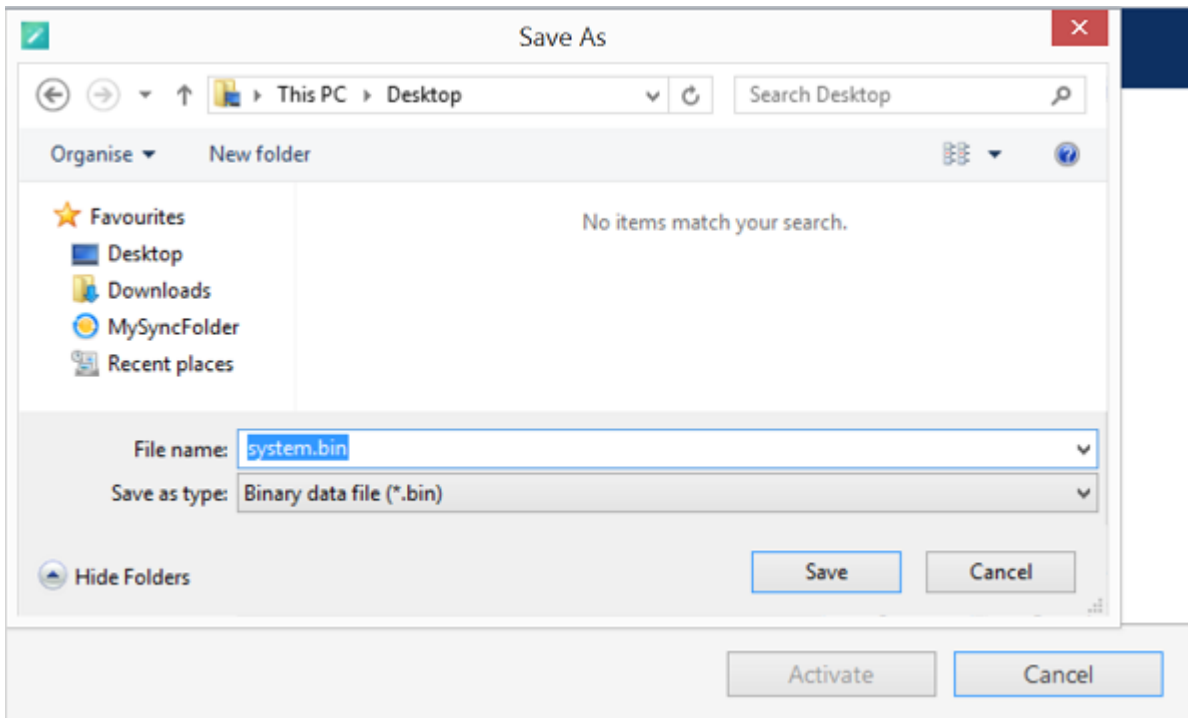 Save As
This PC Desktop
Search Desktop
Organise
New folder
Favourites
No items match your search.
Desktop
Downloads
MySyncFolder
Recent places
File name: system.bin
Save as type: Binary data file (*.bin)
Hide Folders
Save
Cancel
Activate
Cancel